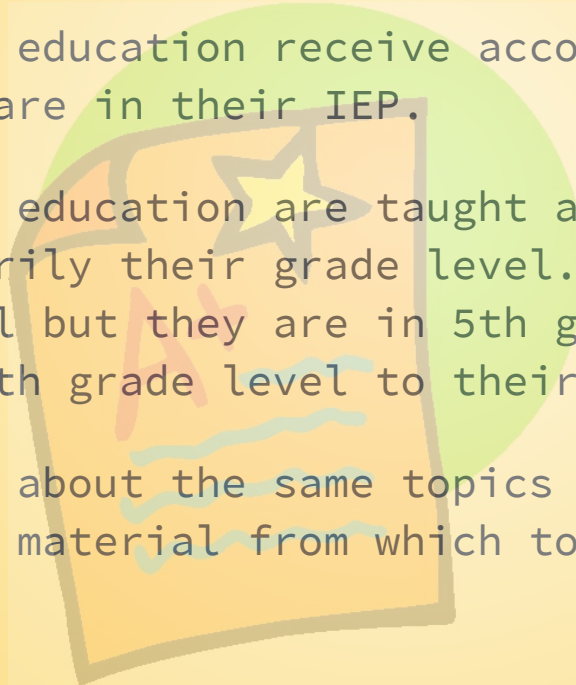 education receive acco
are in their IEP.
education are taught a
rily their grade level.
l but they are in 5th g
th grade level to their
about the same topics
material from which to
A+